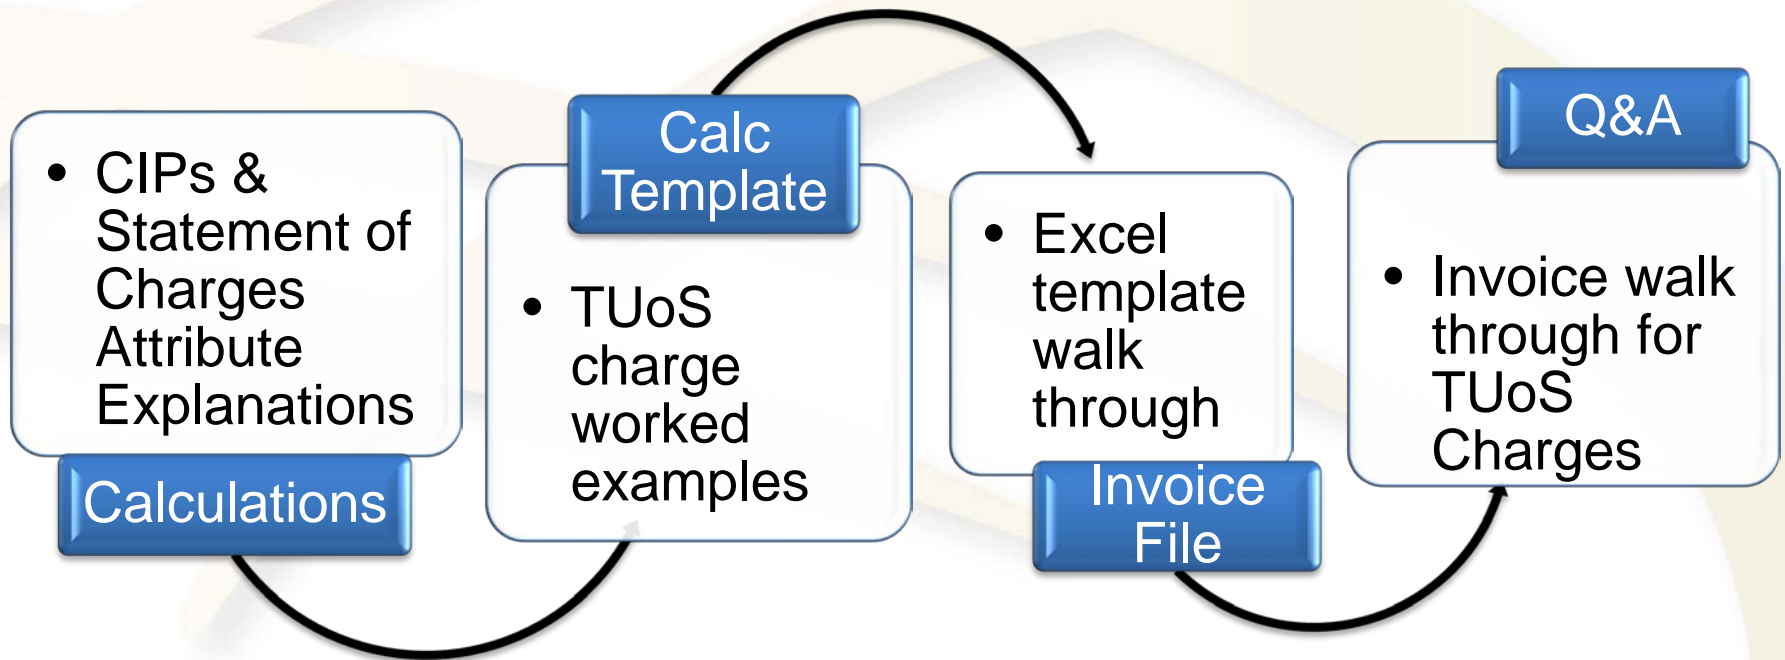 • CIPs &
Statement of
Charges
Attribute
Explanations
Calculations
Calc
Template
• TUoS
charge
worked
examples
• Excel
template
walk
through
Invoice
File
Q&A
• Invoice walk
through for
TUoS
Charges